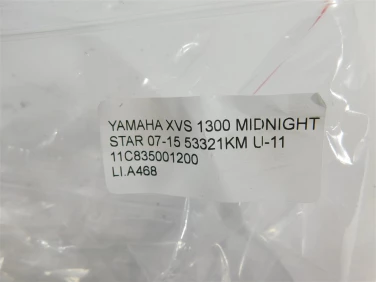 YAMAHA XVS 1300 MIDNIGHT
STAR 07-15 53321KM U-11
11C835001200
LI.A468